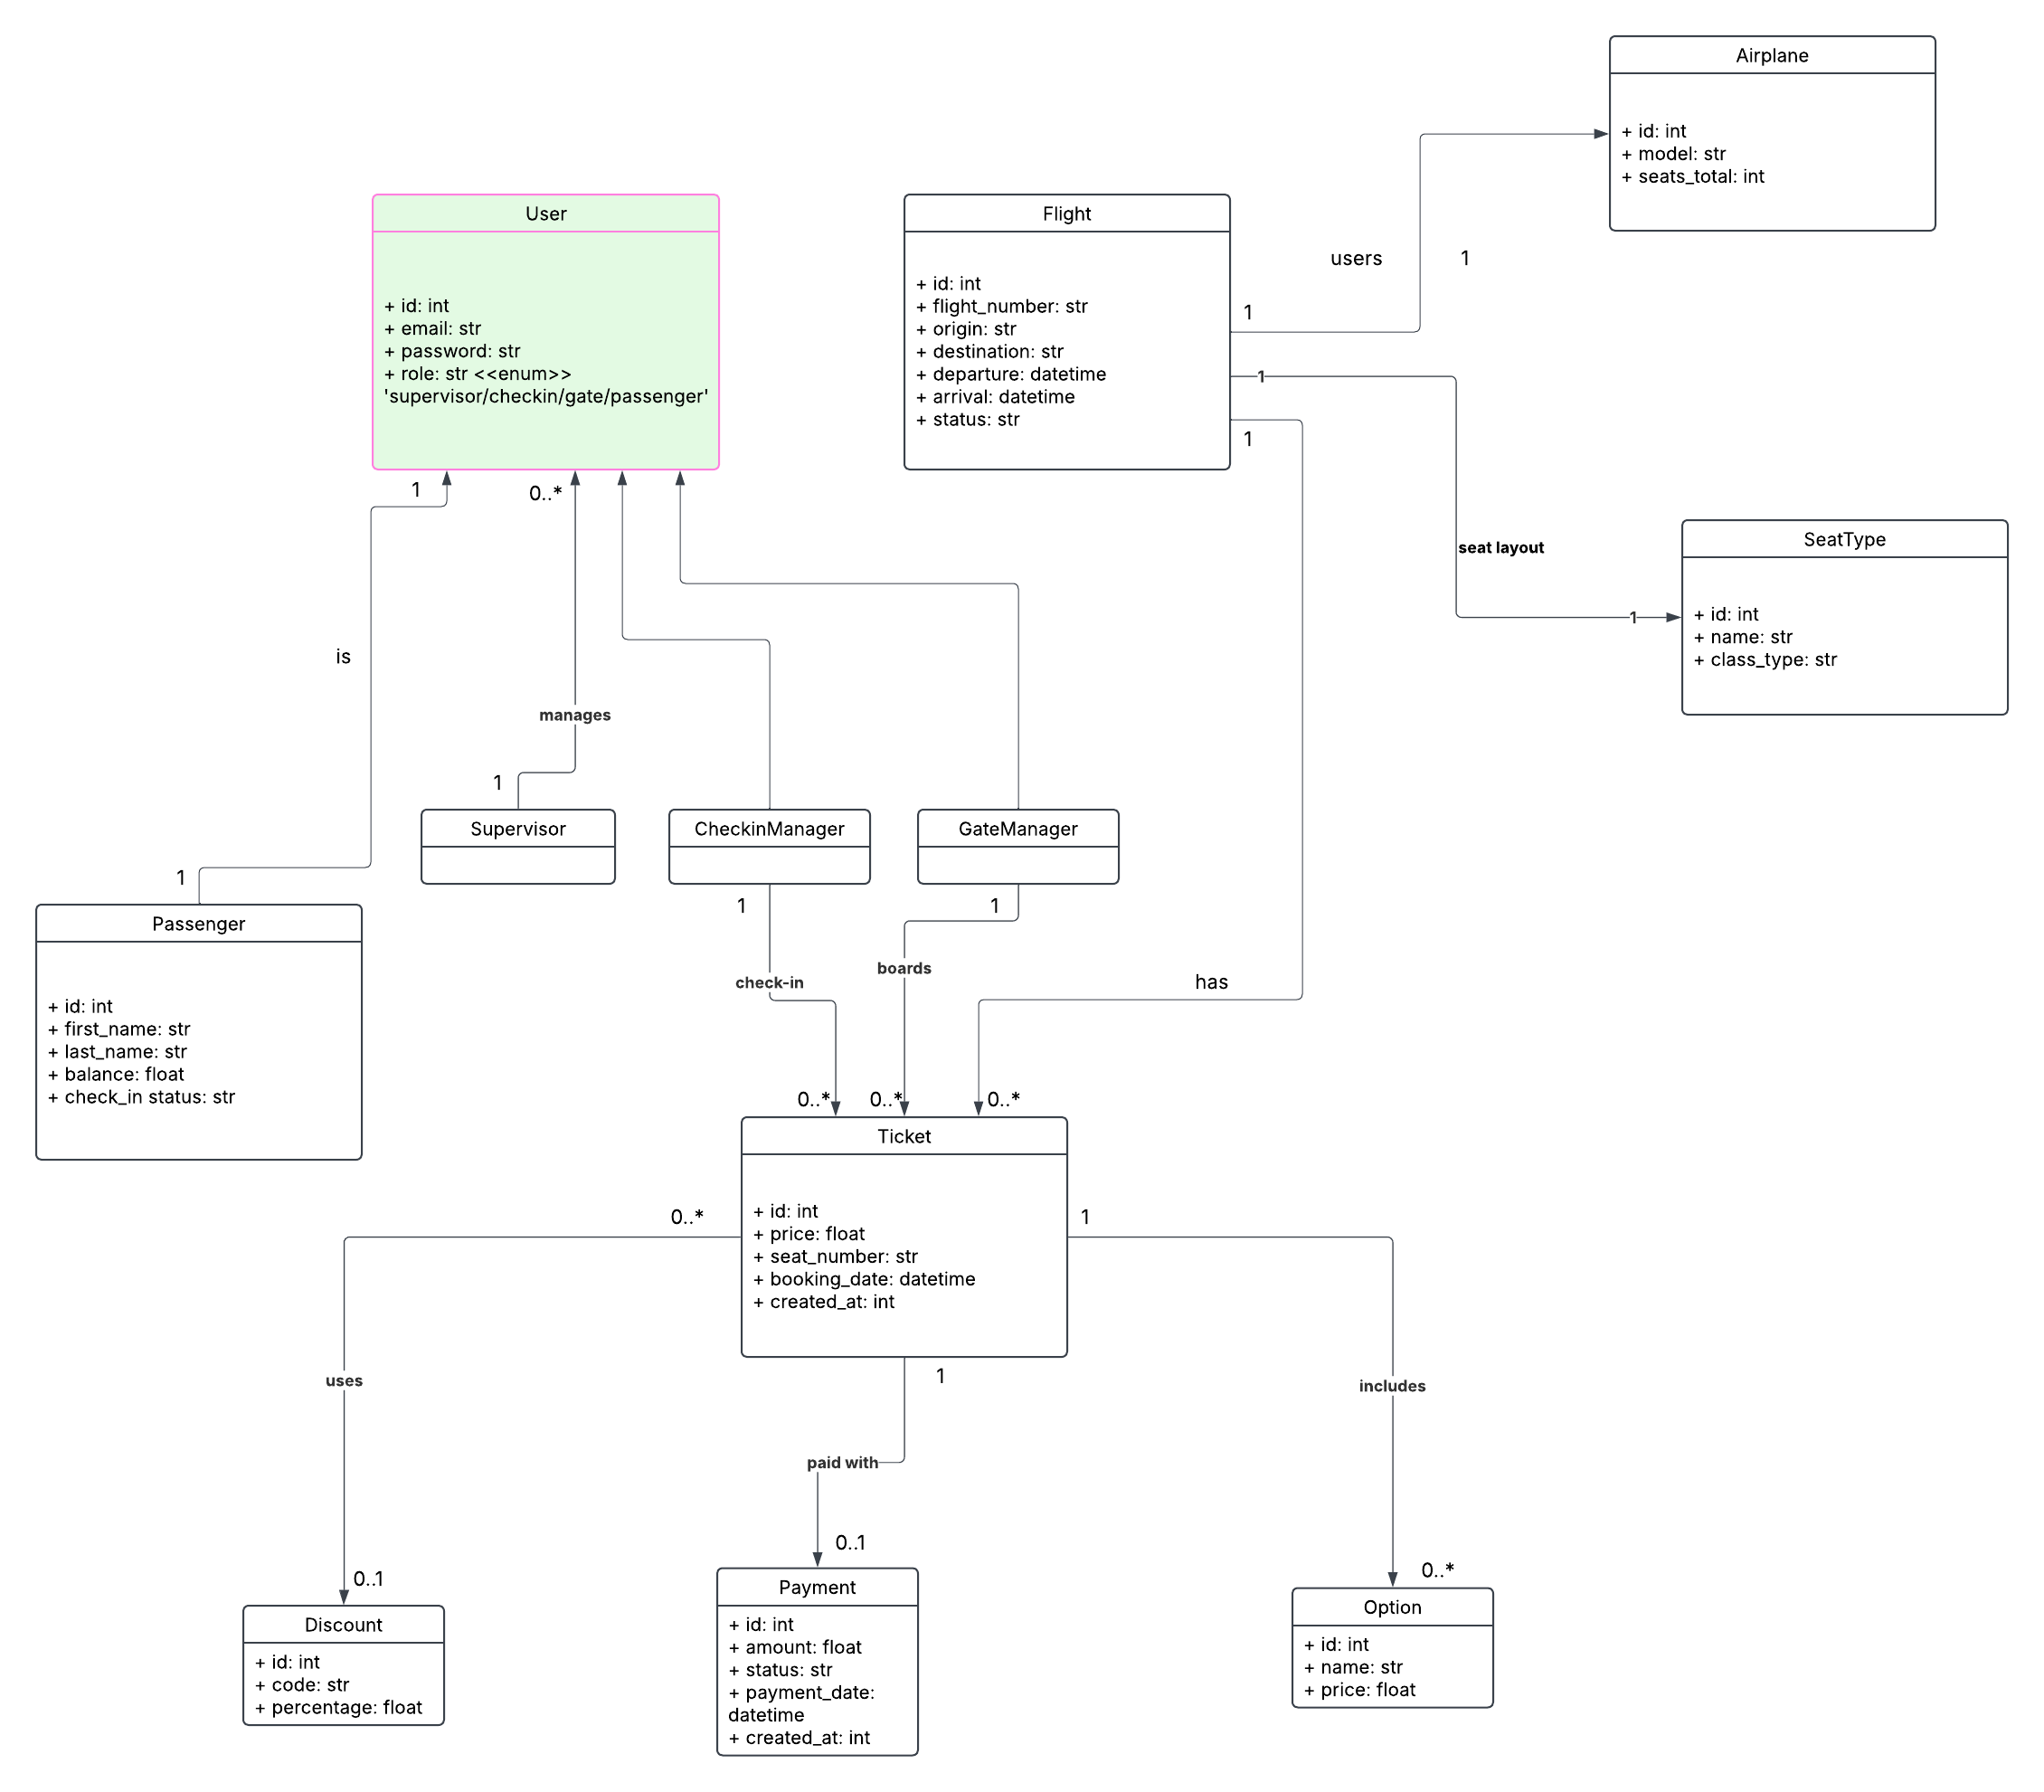 Airplane
+ id: int
+ model: str
+ seats_total: int
User
+ id: int
+ email: str
+ password: str
+ role: str <<enum>>
'supervisor/checkin/gate/passenger'
Flight
+ id: int
+ flight_number: str
+ origin: str
+ destination: str
+ departure: datetime
+ arrival: datetime
+ status: str
users
1
1
1
1
seat layout
1
SeatType
+ id: int
+ name: str
+ class_type: str
1
0..*
is
manages
1
1
Supervisor
CheckinManager
GateManager
Passenger
+ id: int
+ first_name: str
+ last_name: str
+ balance: float
+ check_in status: str
1
1
check-in
boards
has
0..*
0..*
0..*
Ticket
+ id: int
+ price: float
+ seat_number: str
+ booking_date: datetime
+ created_at: int
0..*
1
1
uses
paid with
includes
0..1
0..1
0..*
Discount
+ id: int
+ code: str
+ percentage: float
Payment
+ id: int
+ amount: float
+ status: str
+ payment_date:
datetime
+ created_at: int
Option
+ id: int
+ name: str
+ price: float